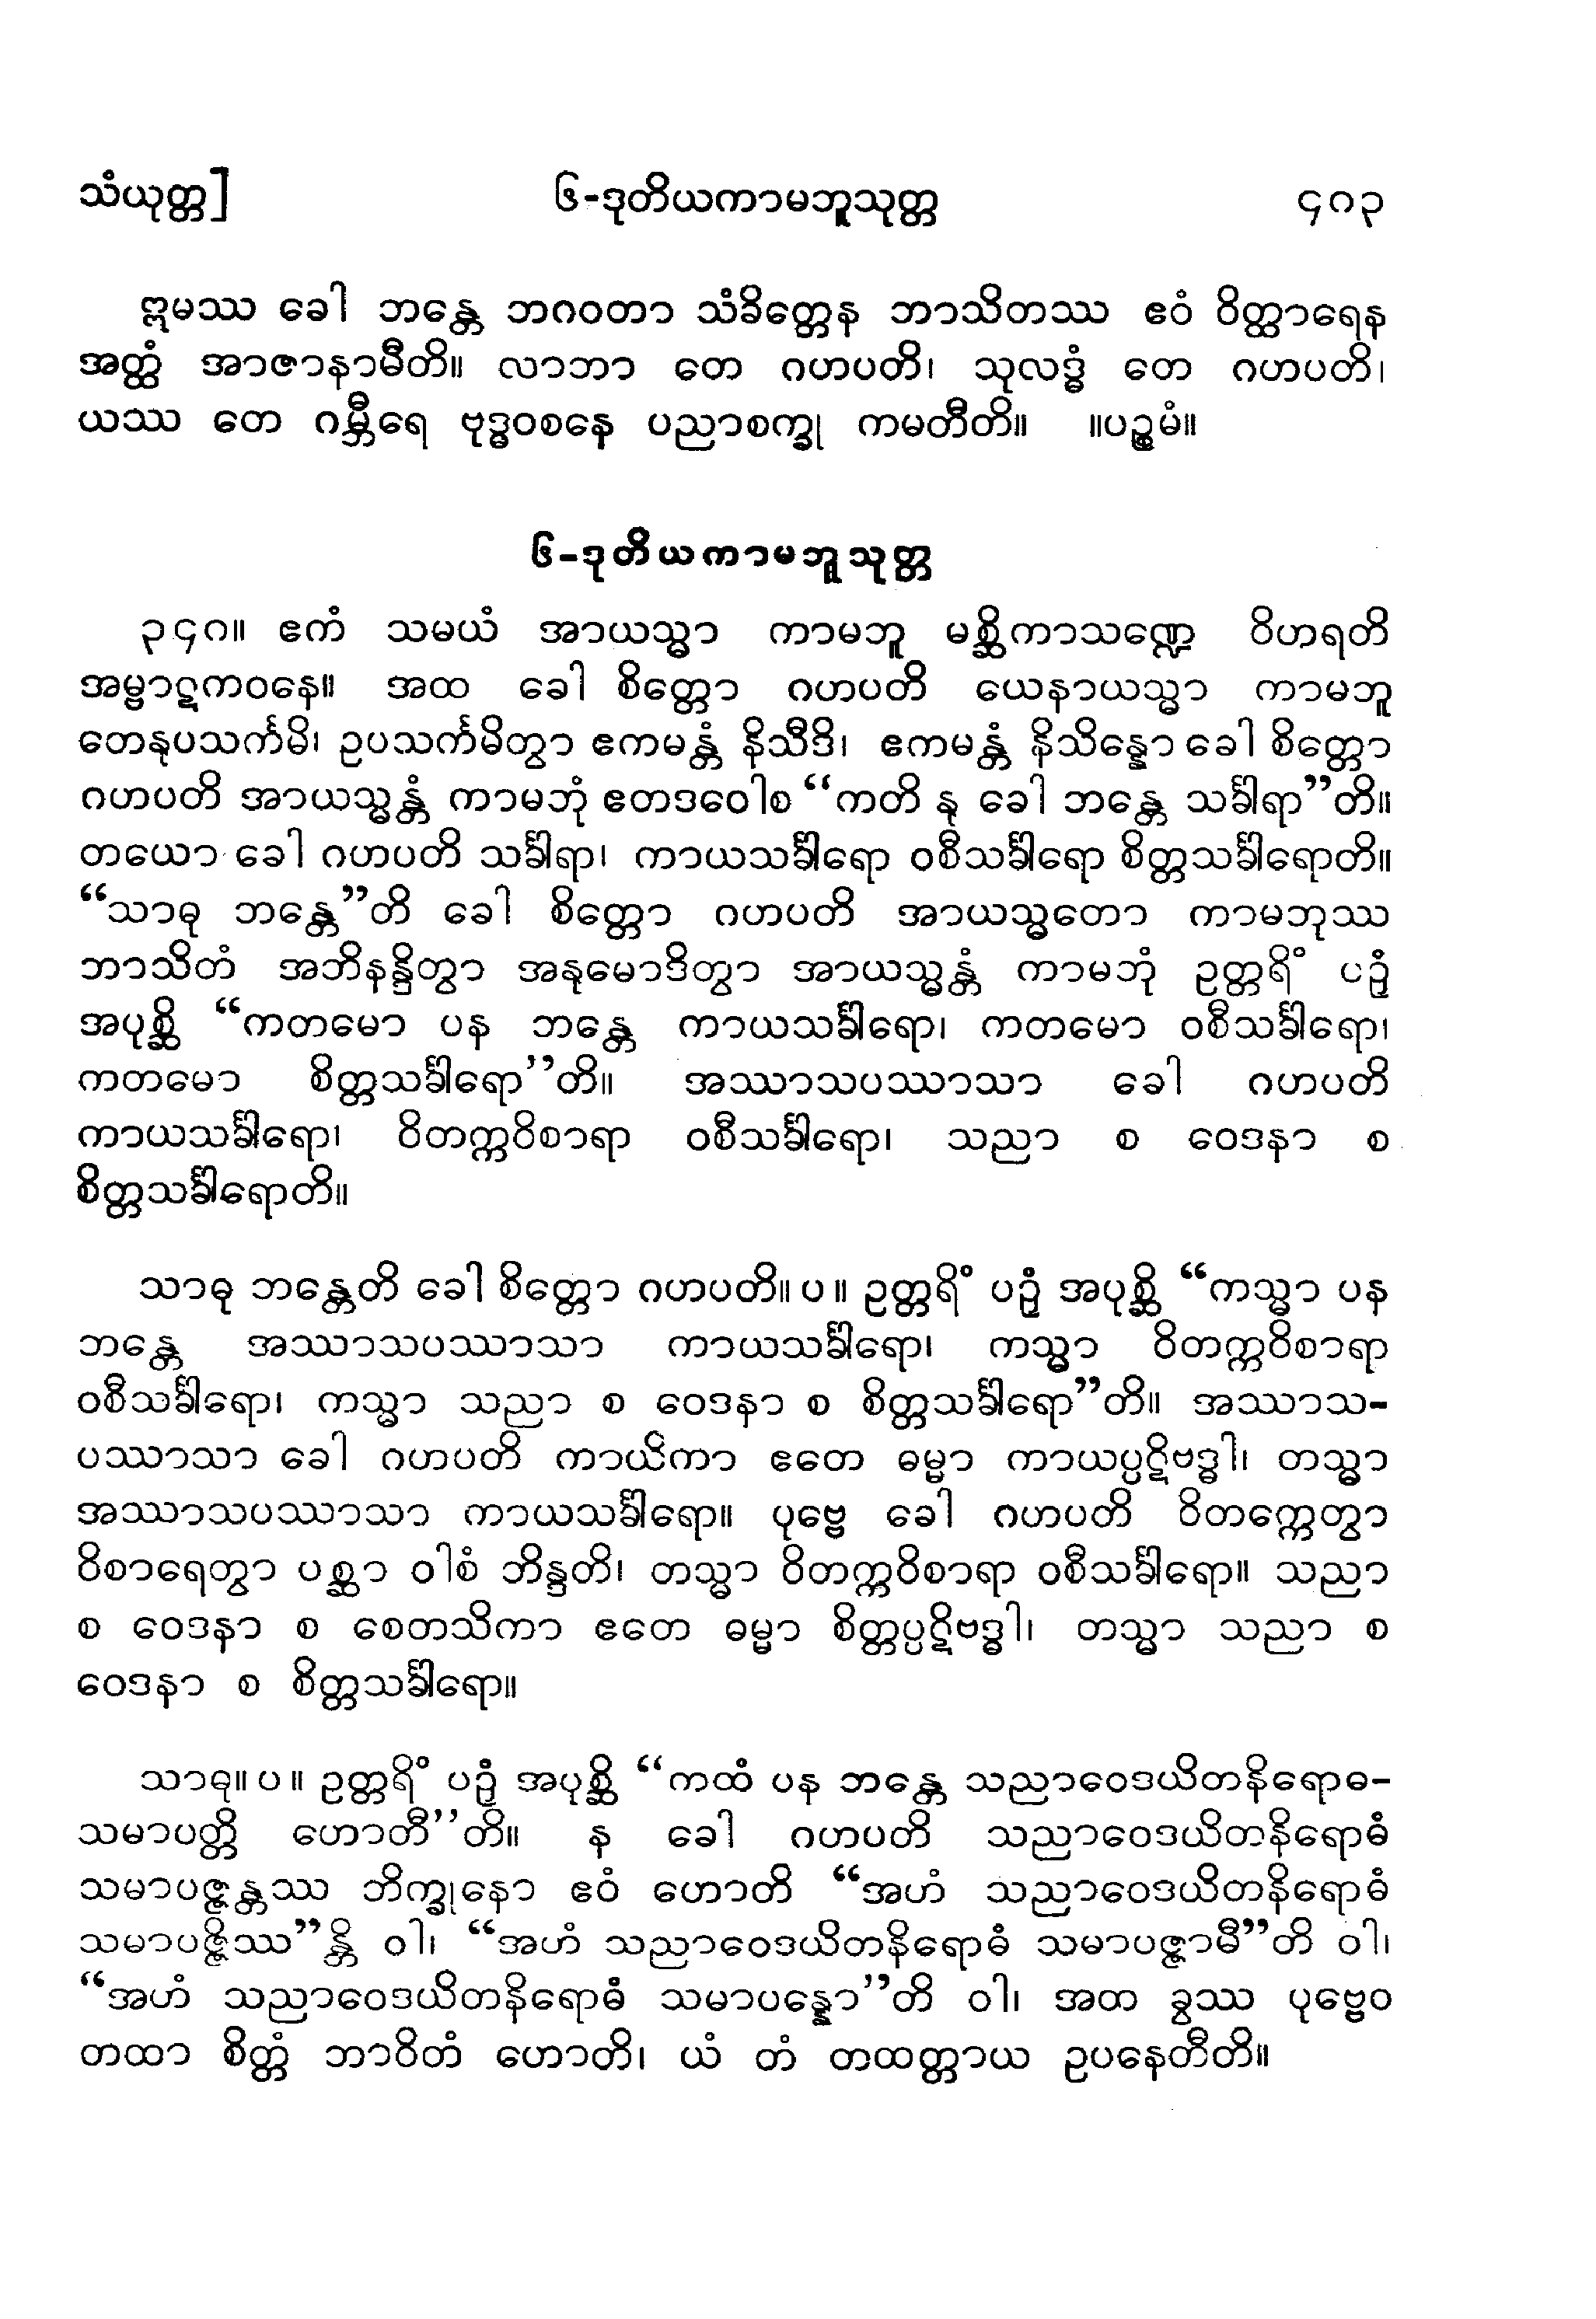 သံယုတ္တ]
၆-ဒုတိယကာမဘူသုတ္တ
၄၈၃
ဣမဿ ခေါ ဘန္တေ ဘဂဝတာ သံခိတ္တေန ဘာသိတဿ ဧဝံ ဝိတ္ထာရေန
အတ္ထံ အာဇာနာမီတိ။ လာဘာ တေ ဂဟပတိ၊ သုလဒ္ဓံ တေ ဂဟပတိ၊
ယဿ တေ ဂမ္ဘီရေ ဗုဒ္ဓဝစနေ ပညာစက္ခု ကမတီတိ။ ။ပဉ္စမံ။
၆-ဒုတိယကာမဘူသုတ္တ
၃၄၈။ ဧကံ သမယံ အာယသ္မာ ကာမဘူ မစ္ဆိကာသဏ္ဍေ ဝိဟရတိ
အမ္ဗာဋကဝနေ။ အထ ခေါ စိတ္တော ဂဟပတိ ယေနာယသ္မာ ကာမဘူ
တေနုပသင်္ကမိ၊ ဥပသင်္ကမိတွာ ဧကမန္တံ နိသီဒိ၊ ဧကမန္တံ နိသိန္နော ခေါ စိတ္တော
ဂဟပတိ အာယသ္မန္တံ ကာမဘုံ ဧတဒဝေါစ “ကတိ နု ခေါ ဘန္တေ သင်္ခါရာ”တိ။
တယော ခေါ ဂဟပတိ သင်္ခါရာ၊ ကာယသင်္ခါရော ဝစီသင်္ခါရော စိတ္တသင်္ခါရောတိ။
“သာဓု ဘန္တေ”တိ ခေါ စိတ္တော ဂဟပတိ အာယသ္မတော ကာမဘုဿ
ဘာသိတံ အဘိနန္ဒိတွာ အနုမောဒိတွာ အာယသ္မန္တံ ကာမဘုံ ဥတ္တရိံ ပဉှံ
အပုစ္ဆိ “ကတမော ပန ဘန္တေ ကာယသင်္ခါရော၊ ကတမော ဝစီသင်္ခါရော၊
ကတမော စိတ္တသင်္ခါရော”တိ။ အဿာသပဿာသာ ခေါ ဂဟပတိ
ကာယသင်္ခါရော၊ ဝိတက္ကဝိစာရာ ဝစီသင်္ခါရော၊ သညာ စ ဝေဒနာ စ
စိတ္တသင်္ခါရောတိ။
သာဓု ဘန္တေတိ ခေါ စိတ္တော ဂဟပတိ။ ပ ။ ဥတ္တရိံ ပဉှံ အပုစ္ဆိ “ကသ္မာ ပန
ဘန္တေ အဿာသပဿာသာ ကာယသင်္ခါရော၊ ကသ္မာ ဝိတက္ကဝိစာရာ
ဝစီသင်္ခါရော၊ ကသ္မာ သညာ စ ဝေဒနာ စ စိတ္တသင်္ခါရော”တိ။ အဿာသ-
ပဿာသာ ခေါ ဂဟပတိ ကာယိကာ ဧတေ ဓမ္မာ ကာယပ္ပဋိဗဒ္ဓါ၊ တသ္မာ
အဿာသပဿာသာ ကာယသင်္ခါရော။ ပုဗ္ဗေ ခေါ ဂဟပတိ ဝိတက္ကေတွာ
ဝိစာရေတွာ ပစ္ဆာ ဝါစံ ဘိန္ဒတိ၊ တသ္မာ ဝိတက္ကဝိစာရာ ဝစီသင်္ခါရော။ သညာ
စ ဝေဒနာ စ စေတသိကာ ဧတေ ဓမ္မာ စိတ္တပ္ပဋိဗဒ္ဓါ၊ တသ္မာ သညာ စ
ဝေဒနာ စ စိတ္တသင်္ခါရော။
သာဓု။ ပ ။ ဥတ္တရိံ ပဉှံ အပုစ္ဆိ “ကထံ ပန ဘန္တေ သညာဝေဒယိတနိရောဓ-
သမာပတ္တိ ဟောတီ”တိ။ န ခေါ ဂဟပတိ သညာဝေဒယိတနိရောဓံ
သမာပဇ္ဇန္တဿ ဘိက္ခုနော ဧဝံ ဟောတိ “အဟံ သညာဝေဒယိတနိရောဓံ
သမာပဇ္ဇိဿ”န္တိ ဝါ၊ “အဟံ သညာဝေဒယိတနိရောဓံ သမာပဇ္ဇာမီ”တိ ဝါ၊
“အဟံ သညာဝေဒယိတနိရောဓံ သမာပန္နော”တိ ဝါ၊ အထ ခွဿ ပုဗ္ဗေဝ
တထာ စိတ္တံ ဘာဝိတံ ဟောတိ၊ ယံ တံ တထတ္တာယ ဥပနေတီတိ။